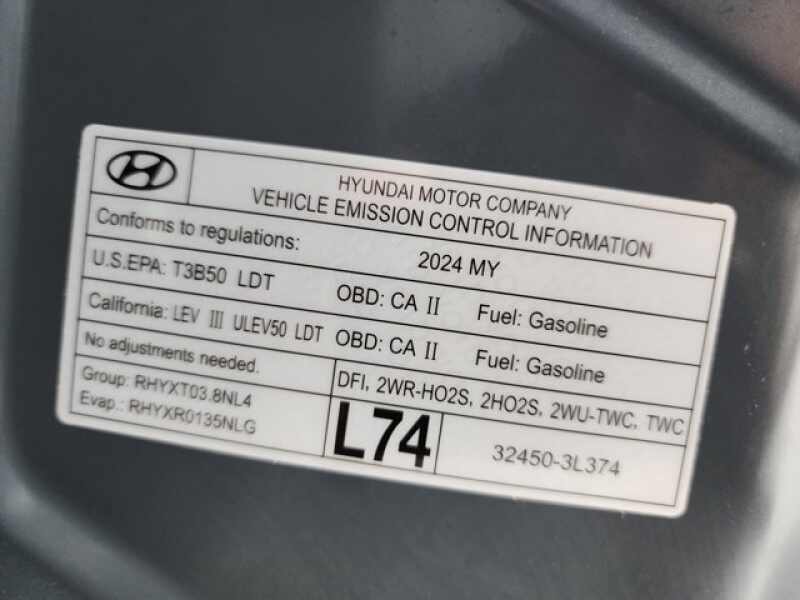 HYUNDAI MOTOR COMPANY
VEHICLE EMISSION CONTROL INFORMATION
Conforms to regulations: 2024 MY
U.S.EPA: T3B50 LDT OBD: CA II Fuel: Gasoline
California: LEV III ULEV50 LDT OBD: CA II Fuel: Gasoline
No adjustments needed.
DFI, 2WR-HO2S, 2HO2S, 2WU-TWC, TWC
Group: RHYXT03.8NL4
Evap.: RHYXR0135NLG
L74
32450-3L374